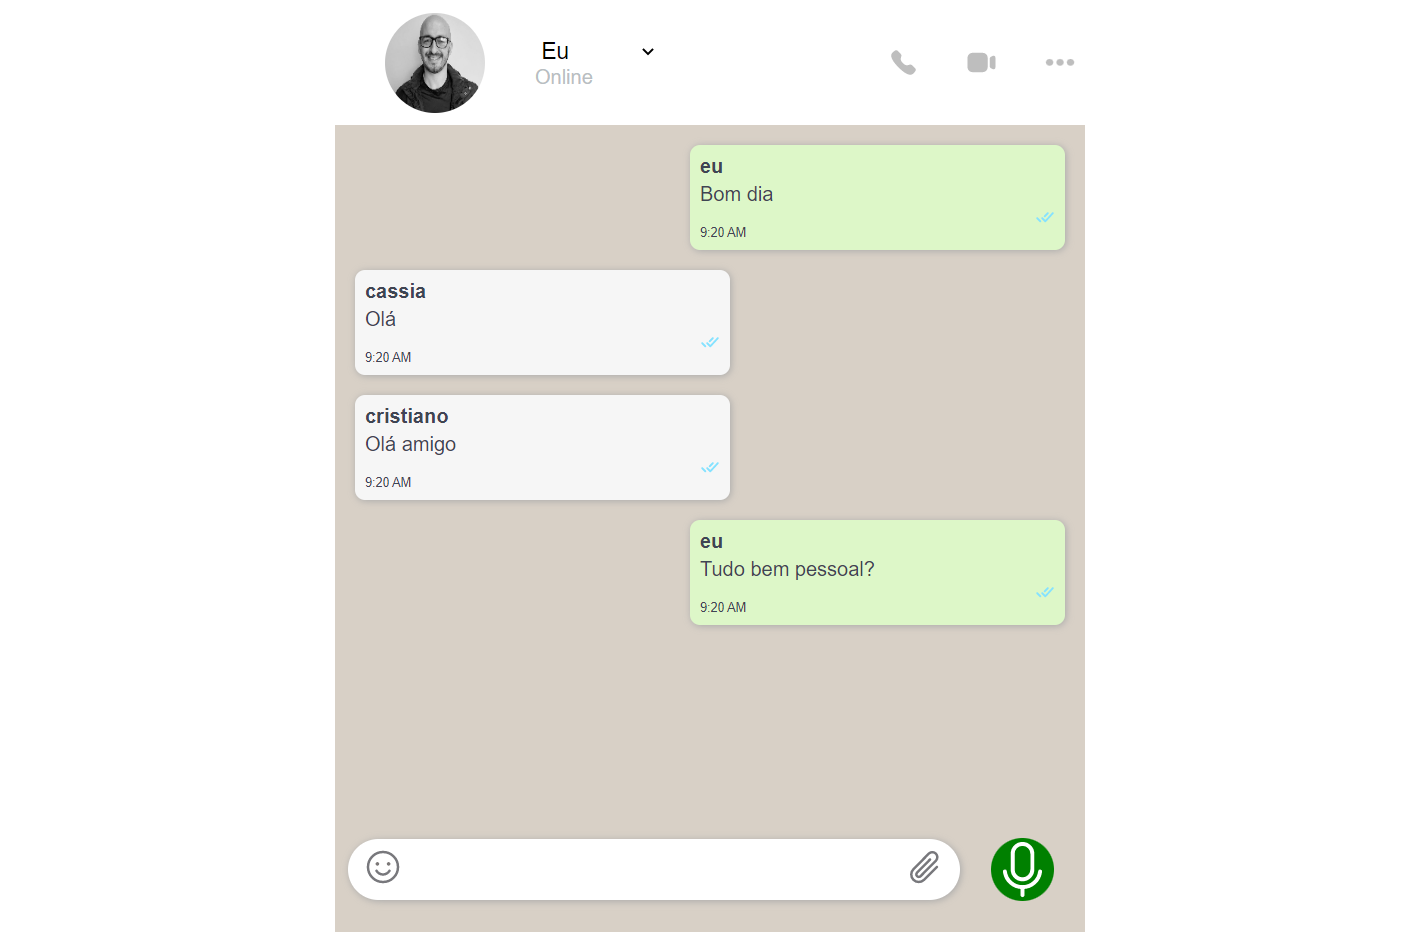 Eu
Online
eu
Bom dia
9:20 AM
cassia
Olá
9:20 AM
cristiano
Olá amigo
9:20 AM
eu
Tudo bem pessoal?
9:20 AM